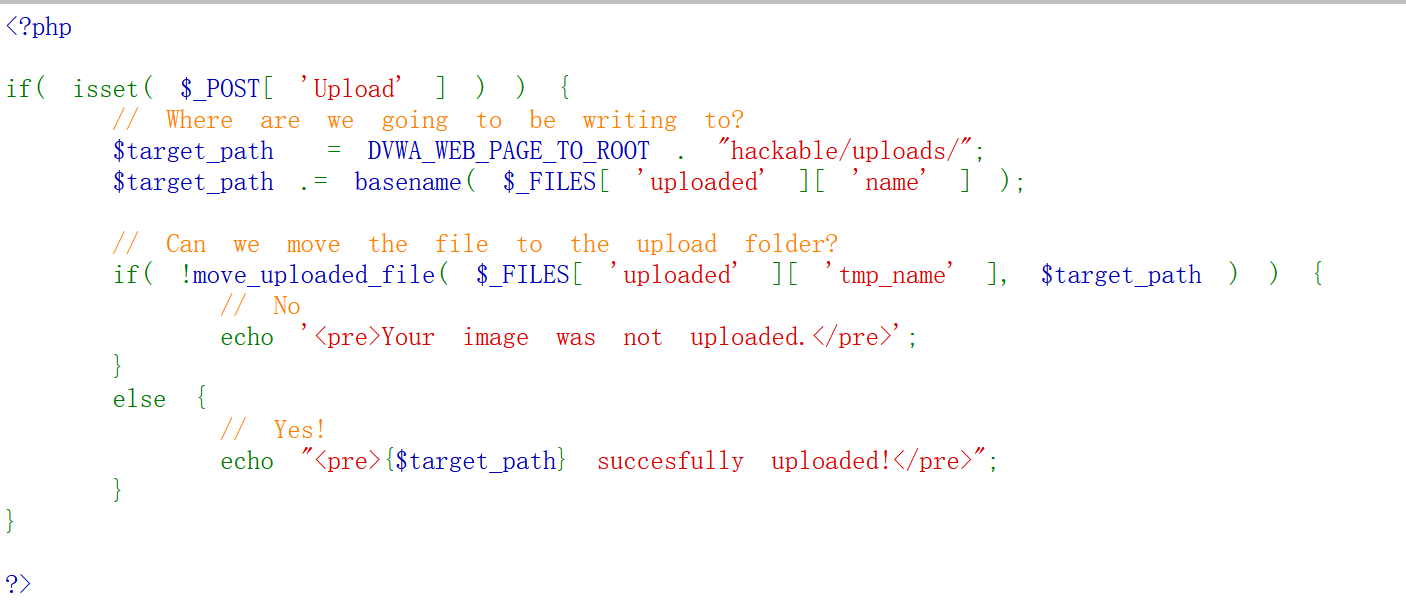 <?php
if( isset( $_POST[ 'Upload' ] ) ) {
// Where are we going to be writing to?
$target_path = DVWA_WEB_PAGE_TO_ROOT . "hackable/uploads/";
$target_path .= basename( $_FILES[ 'uploaded' ][ 'name' ] );
// Can we move the file to the upload folder?
if( !move_uploaded_file( $_FILES[ 'uploaded' ][ 'tmp_name' ], $target_path ) ) {
// No
echo '<pre>Your image was not uploaded.</pre>';
}
else {
// Yes!
echo "<pre>{$target_path} succesfully uploaded!</pre>";
}
}
?>